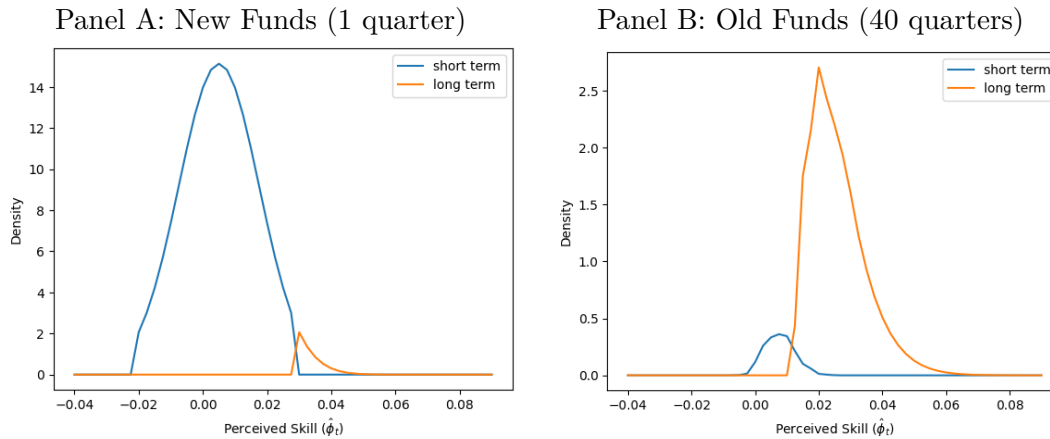 Panel A: New Funds (1 quarter)
short term
long term
14
12
10
8
6
4
2
0
Density
−0.04
−0.02
0.00
0.02
0.04
0.06
0.08
Perceived Skill (φ̂ₜ)
Panel B: Old Funds (40 quarters)
short term
long term
2.5
2.0
1.5
1.0
0.5
0.0
Density
−0.04
−0.02
0.00
0.02
0.04
0.06
0.08
Perceived Skill (φ̂ₜ)